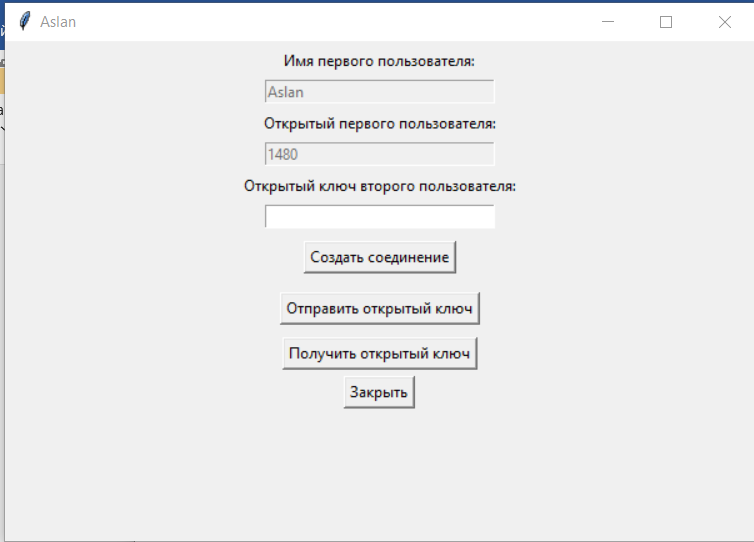 Aslan
Имя первого пользователя:
Aslan
Открытый первого пользователя:
1480
Открытый ключ второго пользователя:
Создать соединение
Отправить открытый ключ
Получить открытый ключ
Закрыть